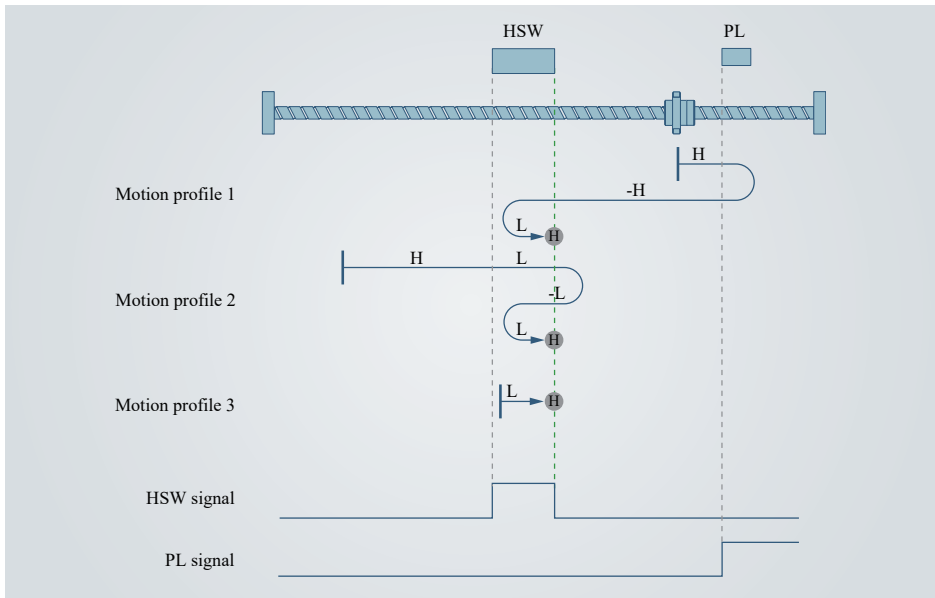 HSW PL
H
Motion profile 1
-H
L
H
H L
Motion profile 2
-L
L
H
Motion profile 3
L
H
HSW signal
PL signal